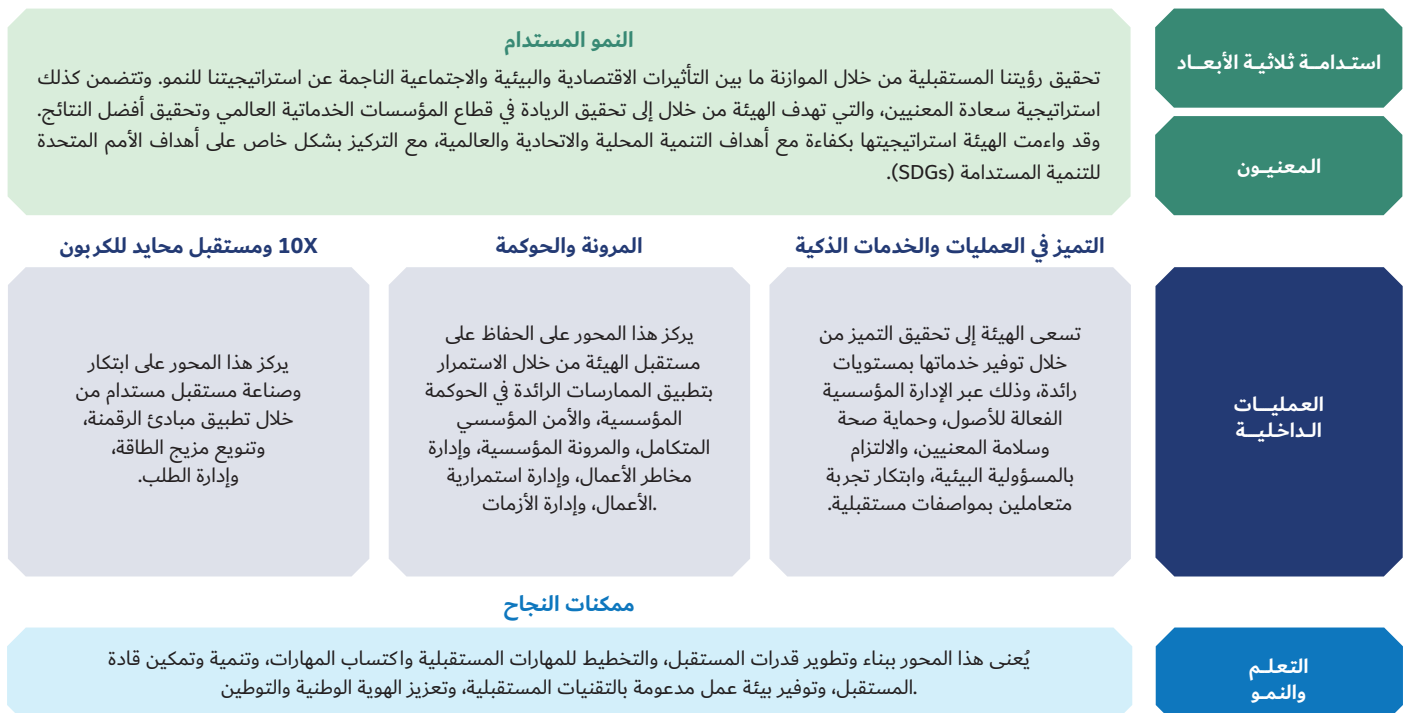 استدامة ثلاثية الأبعاد
المعنيون
النمو المستدام
تحقيق رؤيتنا المستقبلية من خلال الموازنة ما بين التأثيرات الاقتصادية والبيئية والاجتماعية الناجمة عن استراتيجيتنا للنمو. وتتضمن كذلك
استراتيجية سعادة المعنيين، والتي تهدف الهيئة من خلال إلى تحقيق الريادة في قطاع المؤسسات الخدماتية العالمي وتحقيق أفضل النتائج.
وقد واءمت الهيئة استراتيجيتها بكفاءة مع أهداف التنمية المحلية والاتحادية والعالمية، مع التركيز بشكل خاص على أهداف الأمم المتحدة
للتنمية المستدامة (SDGs).
العمليات
الداخلية
التميز في العمليات والخدمات الذكية
تسعى الهيئة إلى تحقيق التميز من
خلال توفير خدماتها بمستويات
رائدة، وذلك عبر الإدارة المؤسسية
الفعالة للأصول، وحماية صحة
وسلامة المعنيين، والالتزام
بالمسؤولية البيئية، وابتكار تجربة
متعاملين بمواصفات مستقبلية.
المرونة والحوكمة
يركز هذا المحور على الحفاظ على
مستقبل الهيئة من خلال الاستمرار
بتطبيق الممارسات الرائدة في الحوكمة
المؤسسية، والأمن المؤسسي
المتكامل، والمرونة المؤسسية، وإدارة
مخاطر الأعمال، وإدارة استمرارية
.الأعمال، وإدارة الأزمات
10X ومستقبل محايد للكربون
يركز هذا المحور على ابتكار
وصناعة مستقبل مستدام من
خلال تطبيق مبادئ الرقمنة،
وتنويع مزيج الطاقة،
وإدارة الطلب.
التعلم
والنمو
ممكنات النجاح
يُعنى هذا المحور ببناء وتطوير قدرات المستقبل، والتخطيط للمهارات المستقبلية واكتساب المهارات، وتنمية وتمكين قادة
.المستقبل، وتوفير بيئة عمل مدعومة بالتقنيات المستقبلية، وتعزيز الهوية الوطنية والتوطين